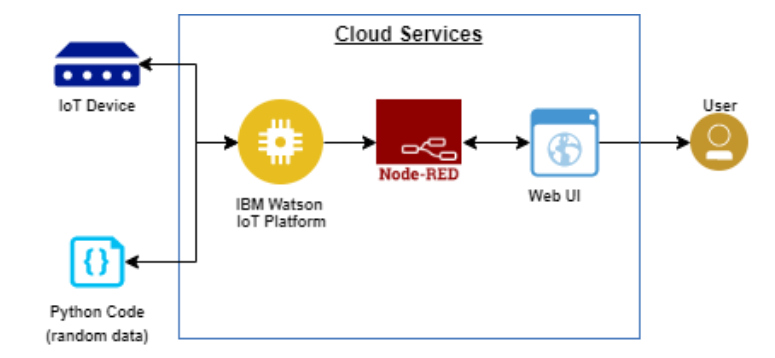 Cloud Services
IoT Device
User
Node-RED
Web UI
IBM Watson
IoT Platform
Python Code
(random data)